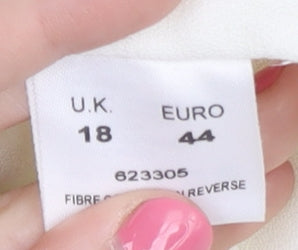 U.K. EURO
18 44
623305
FIBRE REVERSE